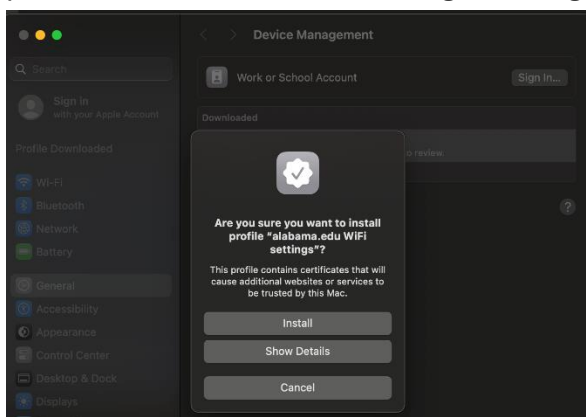 Device Management
Search
Work or School Account
Sign In...
Sign in
with your Apple Account
Downloaded
Profile Downloaded
o review
Wi-Fi
Bluetooth
Network
Battery
General
Accessibility
Appearance
Control Center
Desktop & Dock
Displays
Are you sure you want to install
profile "alabama.edu WiFi
settings"?
This profile contains certificates that will
cause additional websites or services to
be trusted by this Mac.
Install
Show Details
Cancel
?